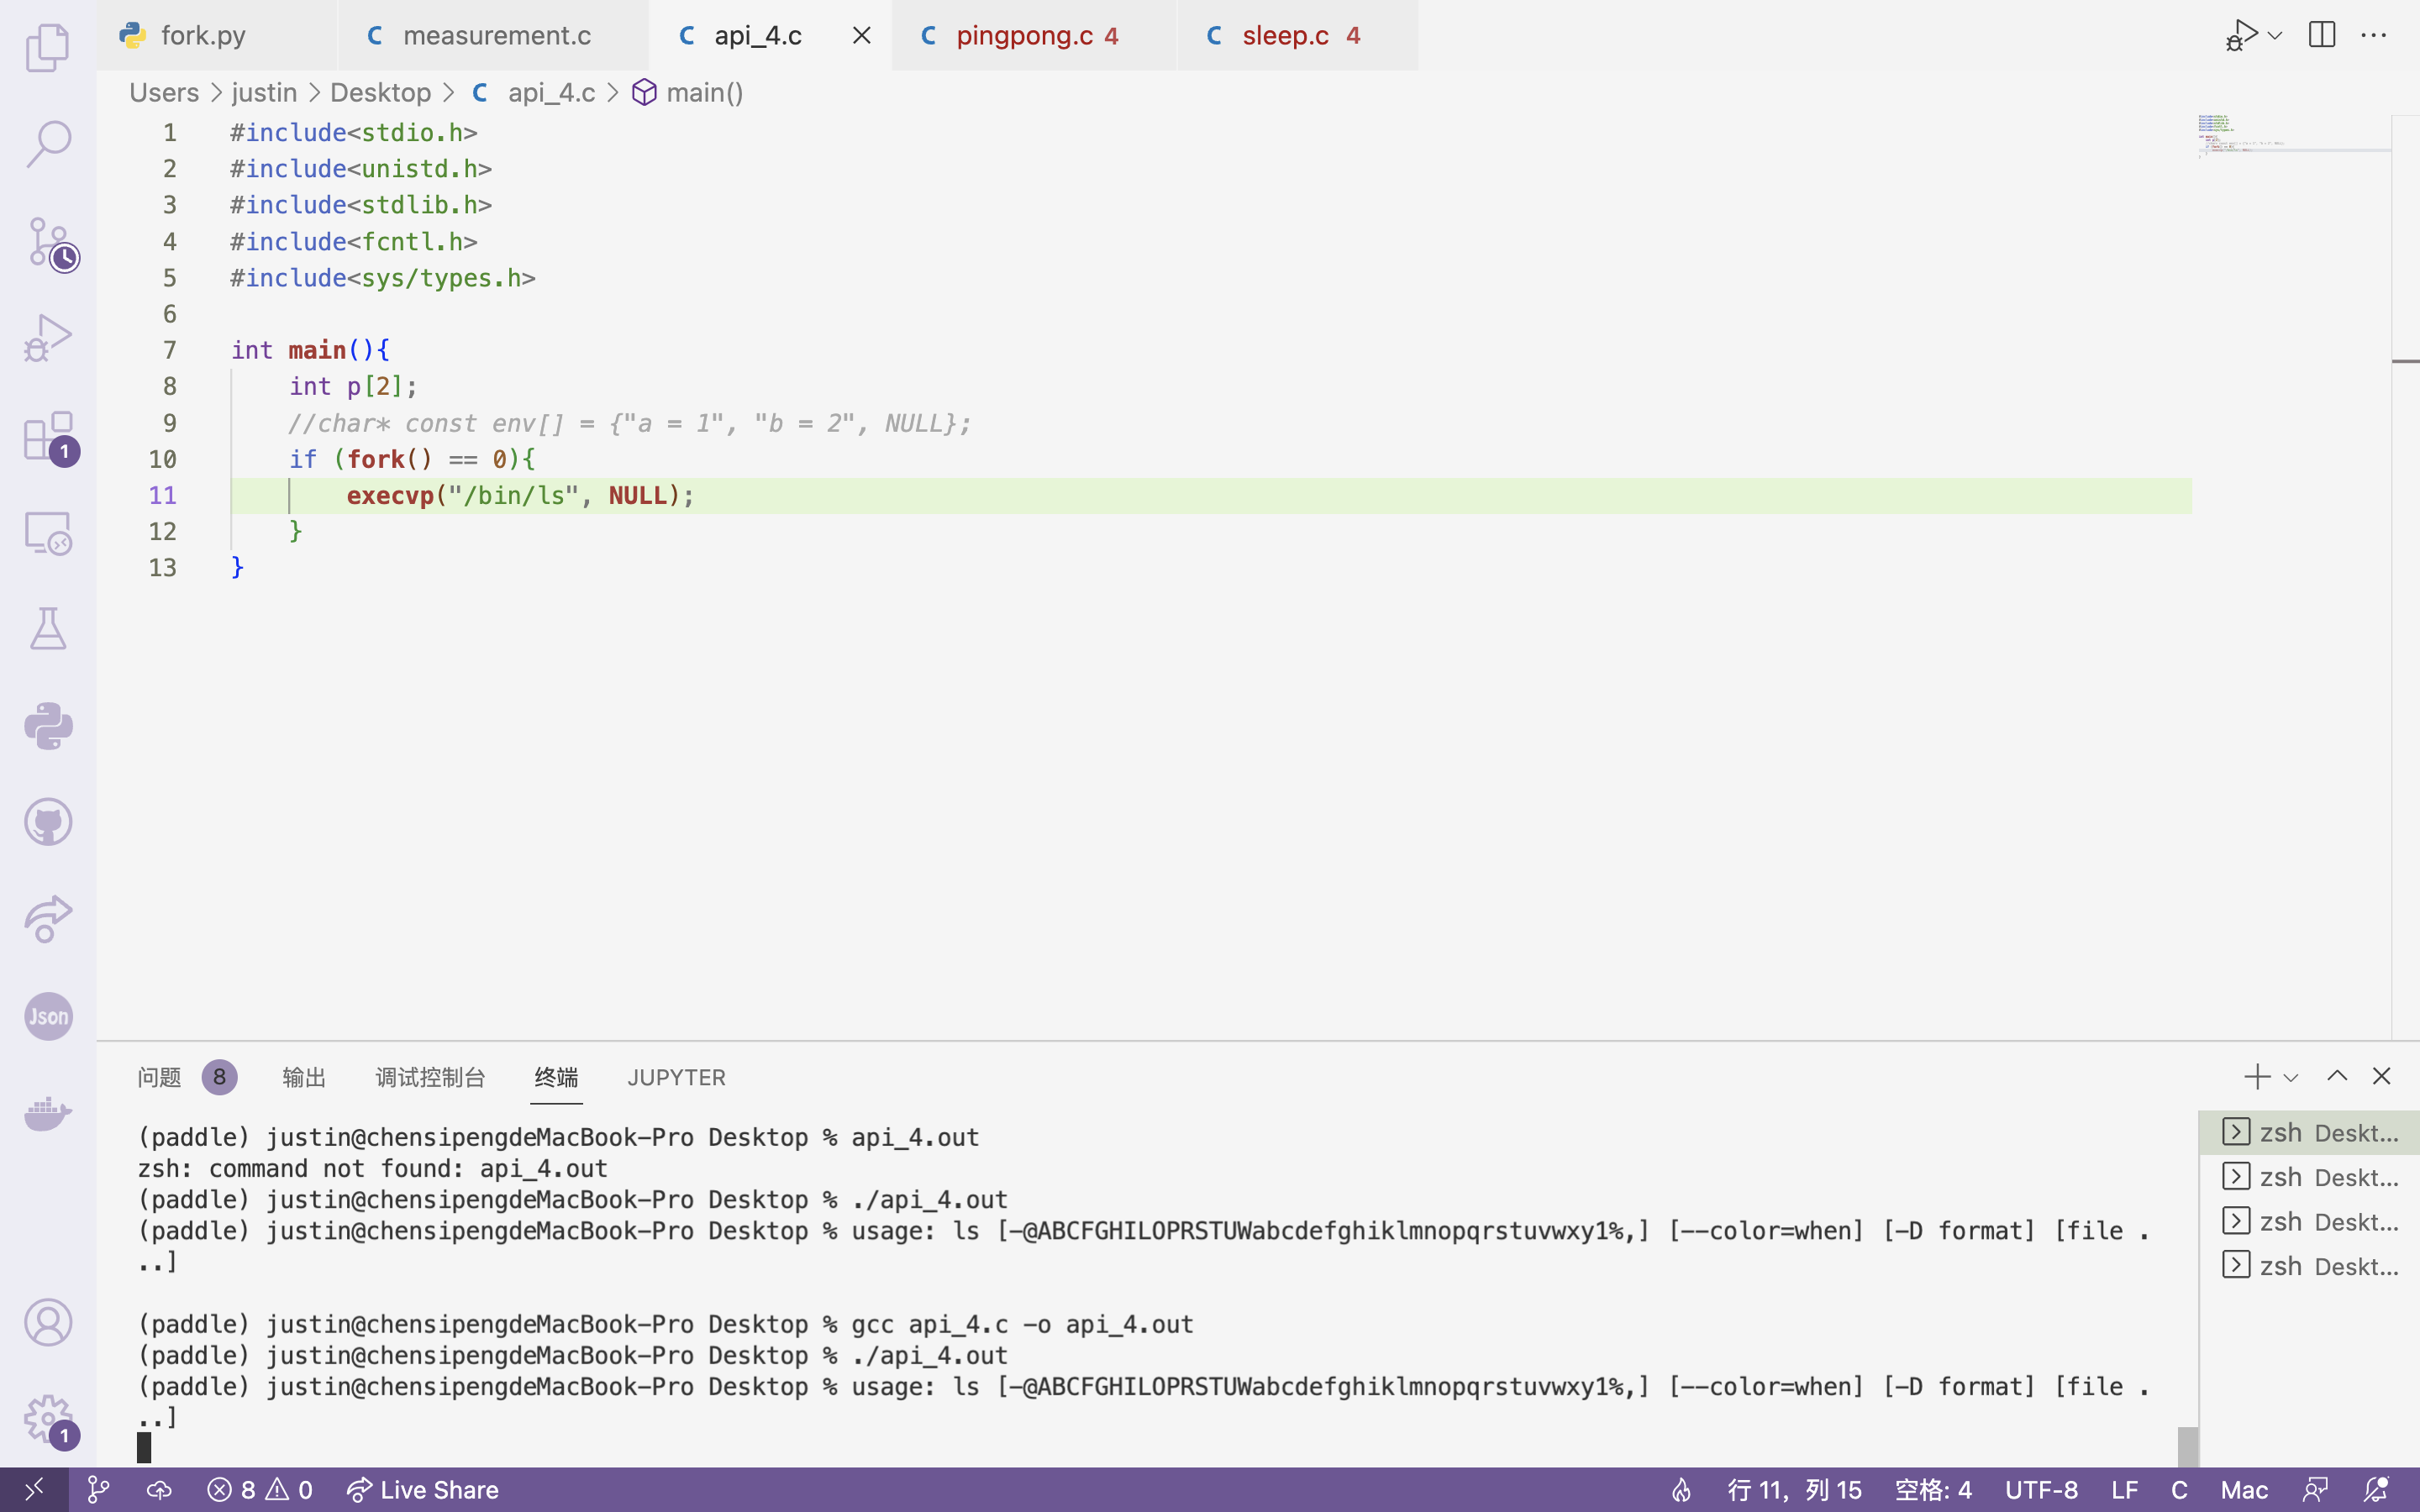 fork.py
measurement.c
api_4.c
pingpong.c 4
sleep.c 4
Users > justin > Desktop > C api_4.c > main()
1 #include<stdio.h>
2 #include<unistd.h>
3 #include<stdlib.h>
4 #include<fcntl.h>
5 #include<sys/types.h>
6
7 int main(){
8 int p[2];
9 //char* const env[] = {"a = 1", "b = 2", NULL};
10 if (fork() == 0){
11 execvp("/bin/ls", NULL);
12 }
13 }
1
Json
1
问题 8 输出 调试控制台 终端 JUPYTER
(paddle) justin@chensipengdeMacBook-Pro Desktop % api_4.out
zsh: command not found: api_4.out
(paddle) justin@chensipengdeMacBook-Pro Desktop % ./api_4.out
(paddle) justin@chensipengdeMacBook-Pro Desktop % usage: ls [-@ABCFGHILOPRSTUWabcdefghiklmnopqrstuvwxy1%,] [--color=when] [-D format] [file .
..]
(paddle) justin@chensipengdeMacBook-Pro Desktop % gcc api_4.c -o api_4.out
(paddle) justin@chensipengdeMacBook-Pro Desktop % ./api_4.out
(paddle) justin@chensipengdeMacBook-Pro Desktop % usage: ls [-@ABCFGHILOPRSTUWabcdefghiklmnopqrstuvwxy1%,] [--color=when] [-D format] [file .
..]
zsh Deskt...
zsh Deskt...
zsh Deskt...
zsh Deskt...
8 0 Live Share 行 11，列 15 空格: 4 UTF-8 LF C Mac